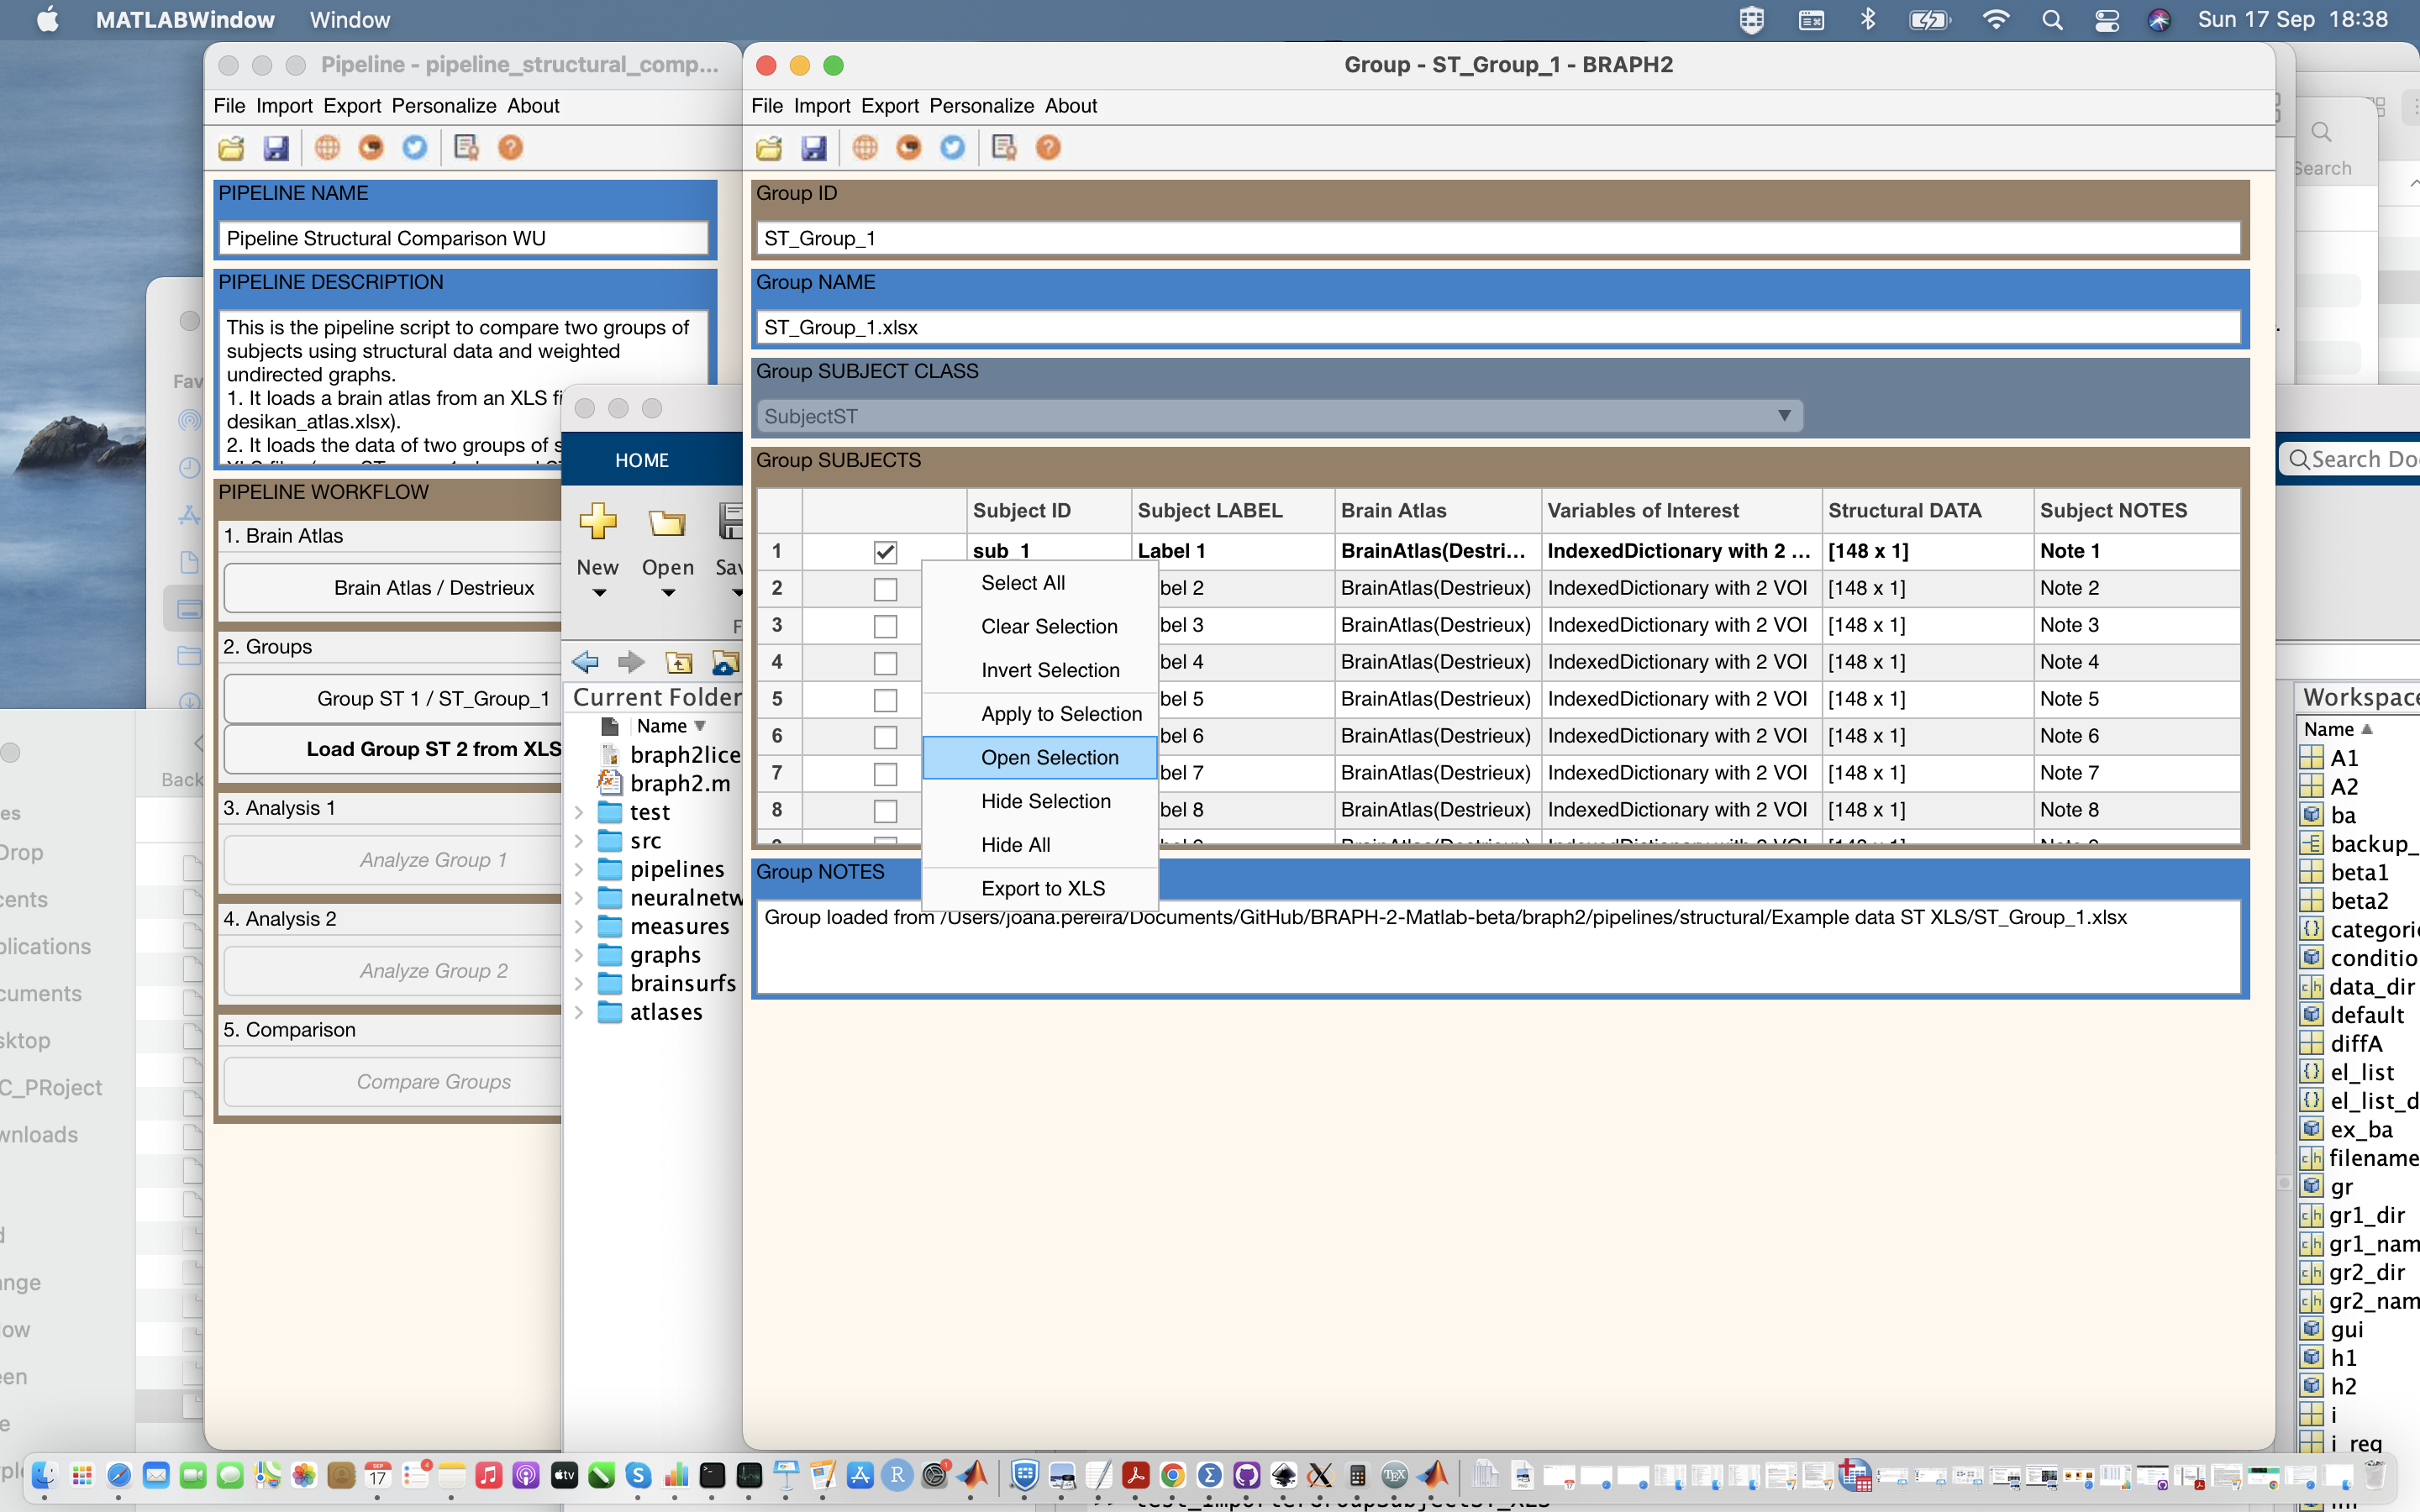 MATLABWindow Window
Sun 17 Sep 18:38
Pipeline - pipeline_structural_comp...
File Import Export Personalize About
PIPELINE NAME
Pipeline Structural Comparison WU
PIPELINE DESCRIPTION
This is the pipeline script to compare two groups of
subjects using structural data and weighted
undirected graphs.
1. It loads a brain atlas from an XLS fi
desikan_atlas.xlsx).
2. It loads the data of two groups of s
PIPELINE WORKFLOW
1. Brain Atlas
Brain Atlas / Destrieux
2. Groups
Group ST 1 / ST_Group_1
Load Group ST 2 from XLS
3. Analysis 1
Analyze Group 1
4. Analysis 2
Analyze Group 2
5. Comparison
Compare Groups
Group - ST_Group_1 - BRAPH2
File Import Export Personalize About
Group ID
ST_Group_1
Group NAME
ST_Group_1.xlsx
Group SUBJECT CLASS
SubjectST
Group SUBJECTS
Subject ID Subject LABEL Brain Atlas Variables of Interest Structural DATA Subject NOTES
1 sub_1 Label 1 BrainAtlas(Destri... IndexedDictionary with 2 ... [148 x 1] Note 1
2 bel 2 BrainAtlas(Destrieux) IndexedDictionary with 2 VOI [148 x 1] Note 2
3 bel 3 BrainAtlas(Destrieux) IndexedDictionary with 2 VOI [148 x 1] Note 3
4 bel 4 BrainAtlas(Destrieux) IndexedDictionary with 2 VOI [148 x 1] Note 4
5 bel 5 BrainAtlas(Destrieux) IndexedDictionary with 2 VOI [148 x 1] Note 5
6 bel 6 BrainAtlas(Destrieux) IndexedDictionary with 2 VOI [148 x 1] Note 6
7 bel 7 BrainAtlas(Destrieux) IndexedDictionary with 2 VOI [148 x 1] Note 7
8 bel 8 BrainAtlas(Destrieux) IndexedDictionary with 2 VOI [148 x 1] Note 8
Select All
Clear Selection
Invert Selection
Apply to Selection
Open Selection
Hide Selection
Hide All
Export to XLS
Group NOTES
Group loaded from /Users/joana.pereira/Documents/GitHub/BRAPH-2-Matlab-beta/braph2/pipelines/structural/Example data ST XLS/ST_Group_1.xlsx
HOME
New
Open
Sav
F
Current Folder
Name
braph2lice
braph2.m
test
src
pipelines
neuralnetw
measures
graphs
brainsurfs
atlases
Fav
Back
es
Drop
cents
plications
cuments
sktop
C_PRoject
wnloads
d
ange
low
een
e
ple
Search
Search Do
Workspace
Name
A1
A2
ba
backup_
beta1
beta2
categori
conditio
data_dir
default
diffA
el_list
el_list_d
ex_ba
filename
gr
gr1_dir
gr1_nam
gr2_dir
gr2_nam
gui
h1
h2
i
i_reg
SEP
17
4
tv
1
TEX
>> test_ImporterGroupSubjectST_XLS